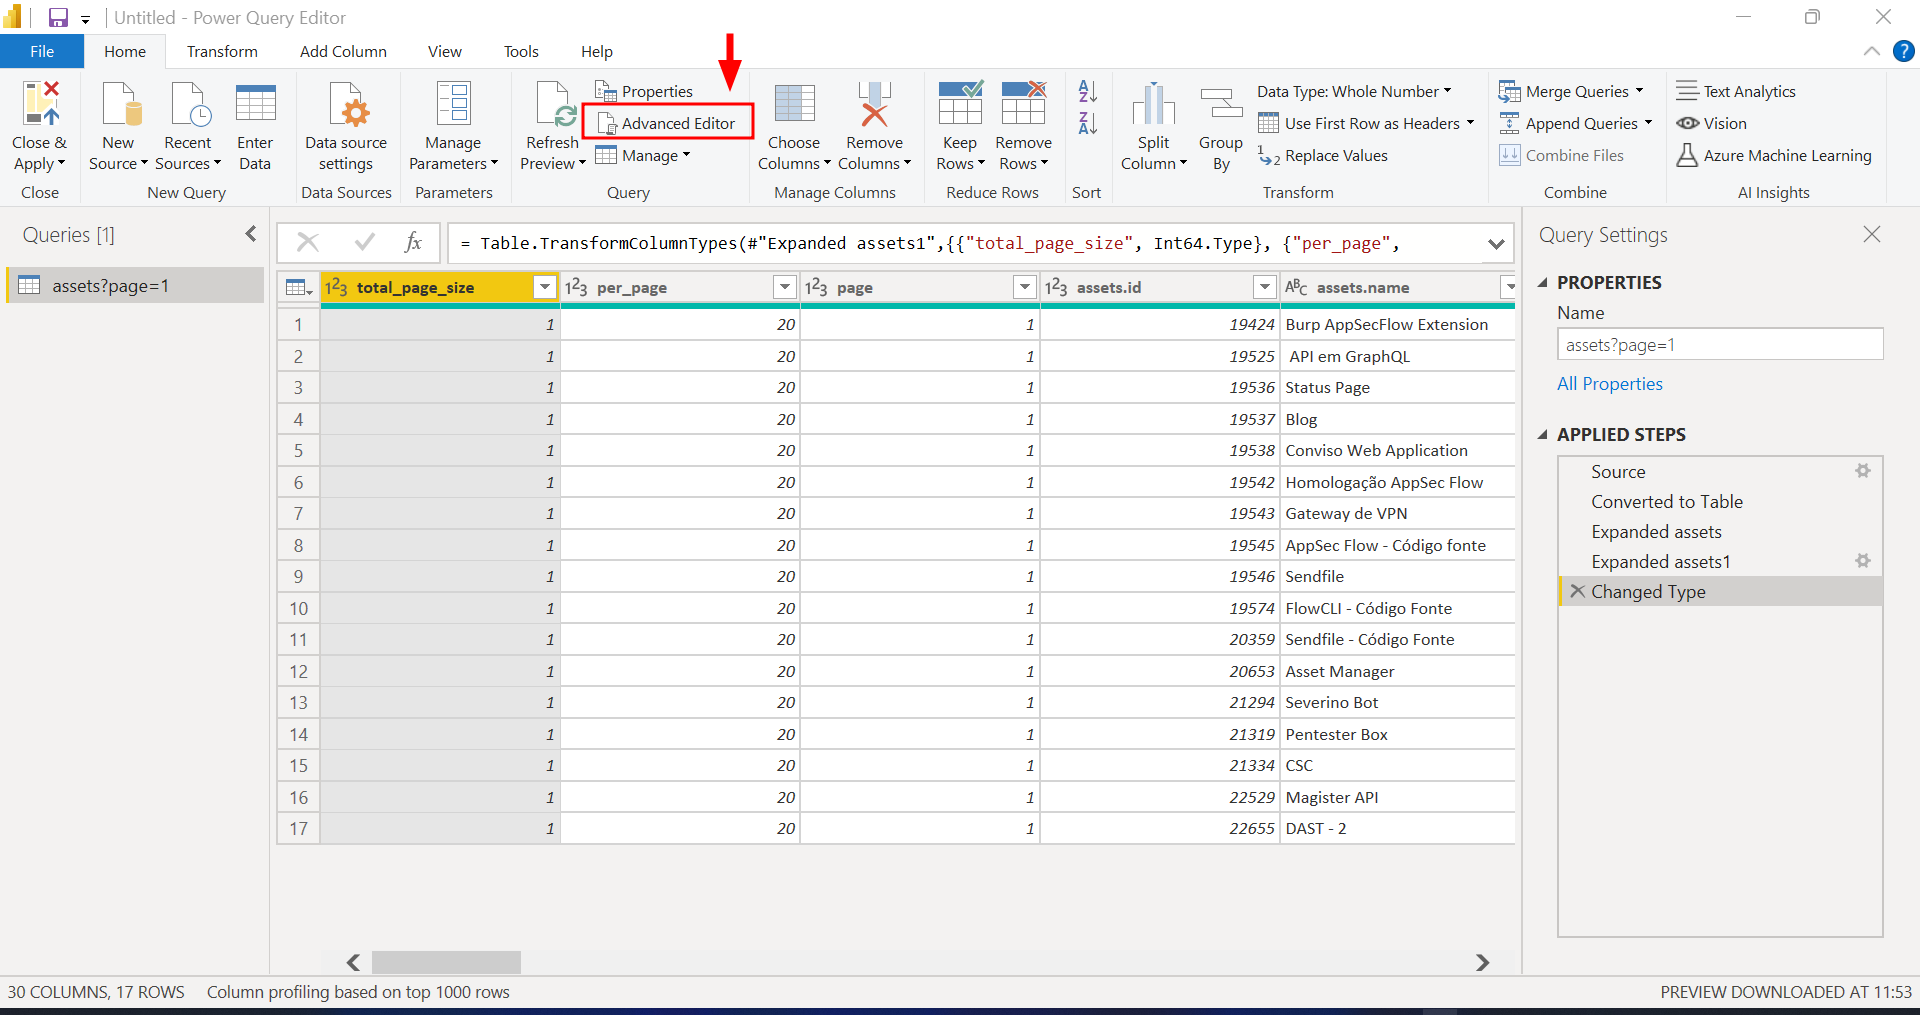 Untitled - Power Query Editor
File Home Transform Add Column View Tools Help ?
Close & Apply
Close
New Source
Recent Sources
Enter Data
New Query
Data source settings
Data Sources
Manage Parameters
Parameters
Refresh Preview
Properties
Advanced Editor
Manage
Query
Choose Columns
Remove Columns
Manage Columns
Keep Rows
Remove Rows
Reduce Rows
A Z
Z A
Sort
Split Column
Group By
Data Type: Whole Number
Use First Row as Headers
1 2 Replace Values
Transform
Merge Queries
Append Queries
Combine Files
Combine
Text Analytics
Vision
Azure Machine Learning
AI Insights
Queries [1]
assets?page=1
fx = Table.TransformColumnTypes(#"Expanded assets1",{{"total_page_size", Int64.Type}, {"per_page",
123 total_page_size 123 per_page 123 page 123 assets.id ABC assets.name
1 1 20 1 19424 Burp AppSecFlow Extension
2 1 20 1 19525 API em GraphQL
3 1 20 1 19536 Status Page
4 1 20 1 19537 Blog
5 1 20 1 19538 Conviso Web Application
6 1 20 1 19542 Homologação AppSec Flow
7 1 20 1 19543 Gateway de VPN
8 1 20 1 19545 AppSec Flow - Código fonte
9 1 20 1 19546 Sendfile
10 1 20 1 19574 FlowCLI - Código Fonte
11 1 20 1 20359 Sendfile - Código Fonte
12 1 20 1 20653 Asset Manager
13 1 20 1 21294 Severino Bot
14 1 20 1 21319 Pentester Box
15 1 20 1 21334 CSC
16 1 20 1 22529 Magister API
17 1 20 1 22655 DAST - 2
Query Settings
PROPERTIES
Name
assets?page=1
All Properties
APPLIED STEPS
Source
Converted to Table
Expanded assets
Expanded assets1
Changed Type
30 COLUMNS, 17 ROWS Column profiling based on top 1000 rows PREVIEW DOWNLOADED AT 11:53